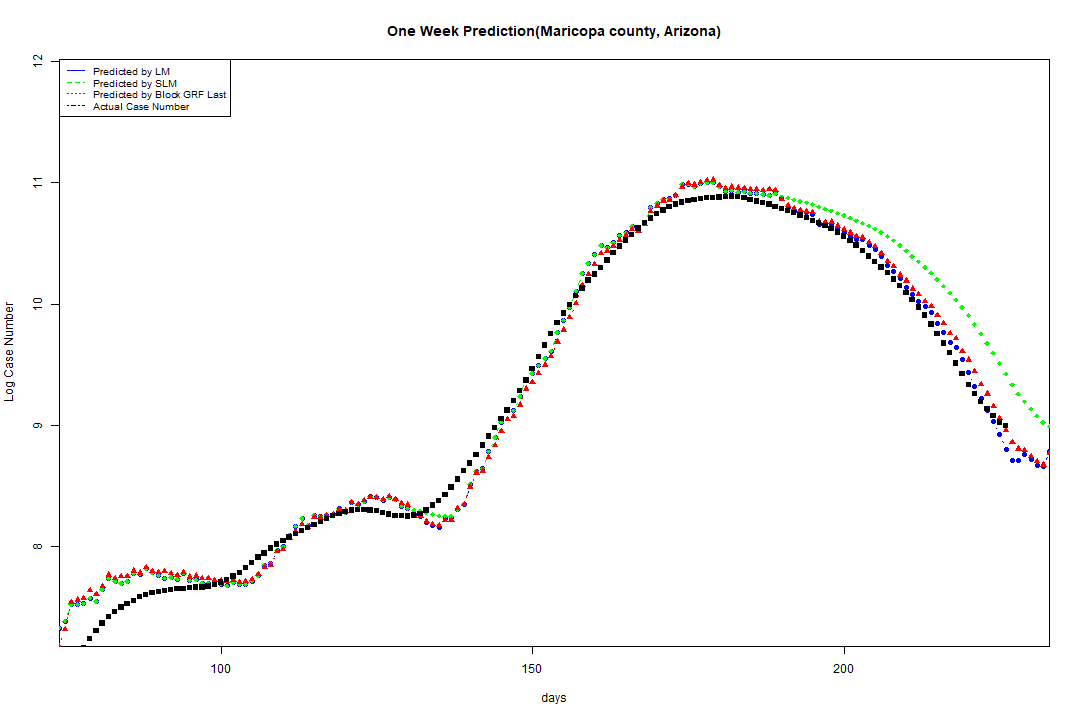 One Week Prediction(Maricopa county, Arizona)
Predicted by LM
Predicted by SLM
Predicted by Block GRF Last
Actual Case Number
12
11
10
9
8
Log Case Number
100
150
200
days